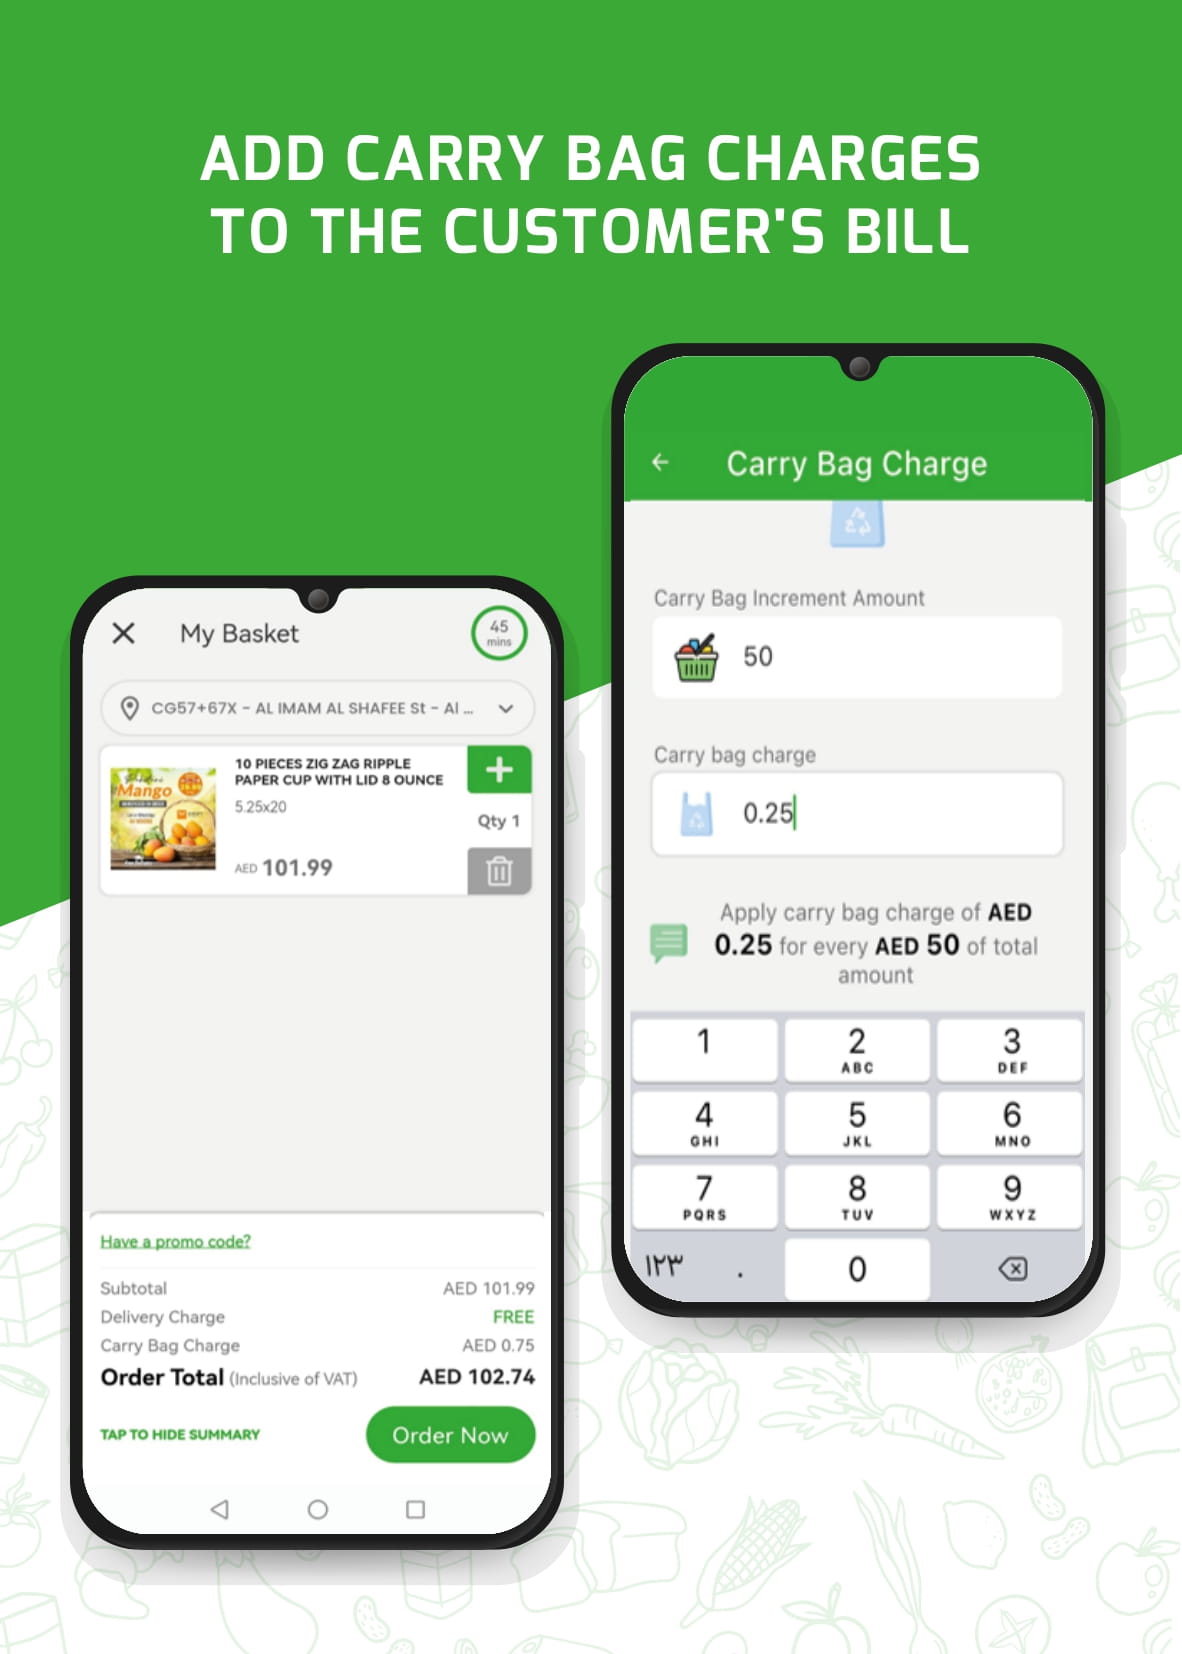 ADD CARRY BAG CHARGES
TO THE CUSTOMER'S BILL
My Basket
45
mins
CG57+67X - AL IMAM AL SHAFEE St - Al ...
10 PIECES ZIG ZAG RIPPLE
PAPER CUP WITH LID 8 OUNCE
5.25x20
AED 101.99
Qty 1
Mango
Have a promo code?
Subtotal AED 101.99
Delivery Charge FREE
Carry Bag Charge AED 0.75
Order Total (Inclusive of VAT) AED 102.74
TAP TO HIDE SUMMARY
Order Now
Carry Bag Charge
Carry Bag Increment Amount
50
Carry bag charge
0.25
Apply carry bag charge of AED
0.25 for every AED 50 of total
amount
1 2 3
ABC DEF
4 5 6
GHI JKL MNO
7 8 9
PQRS TUV WXYZ
١٢٣ . 0